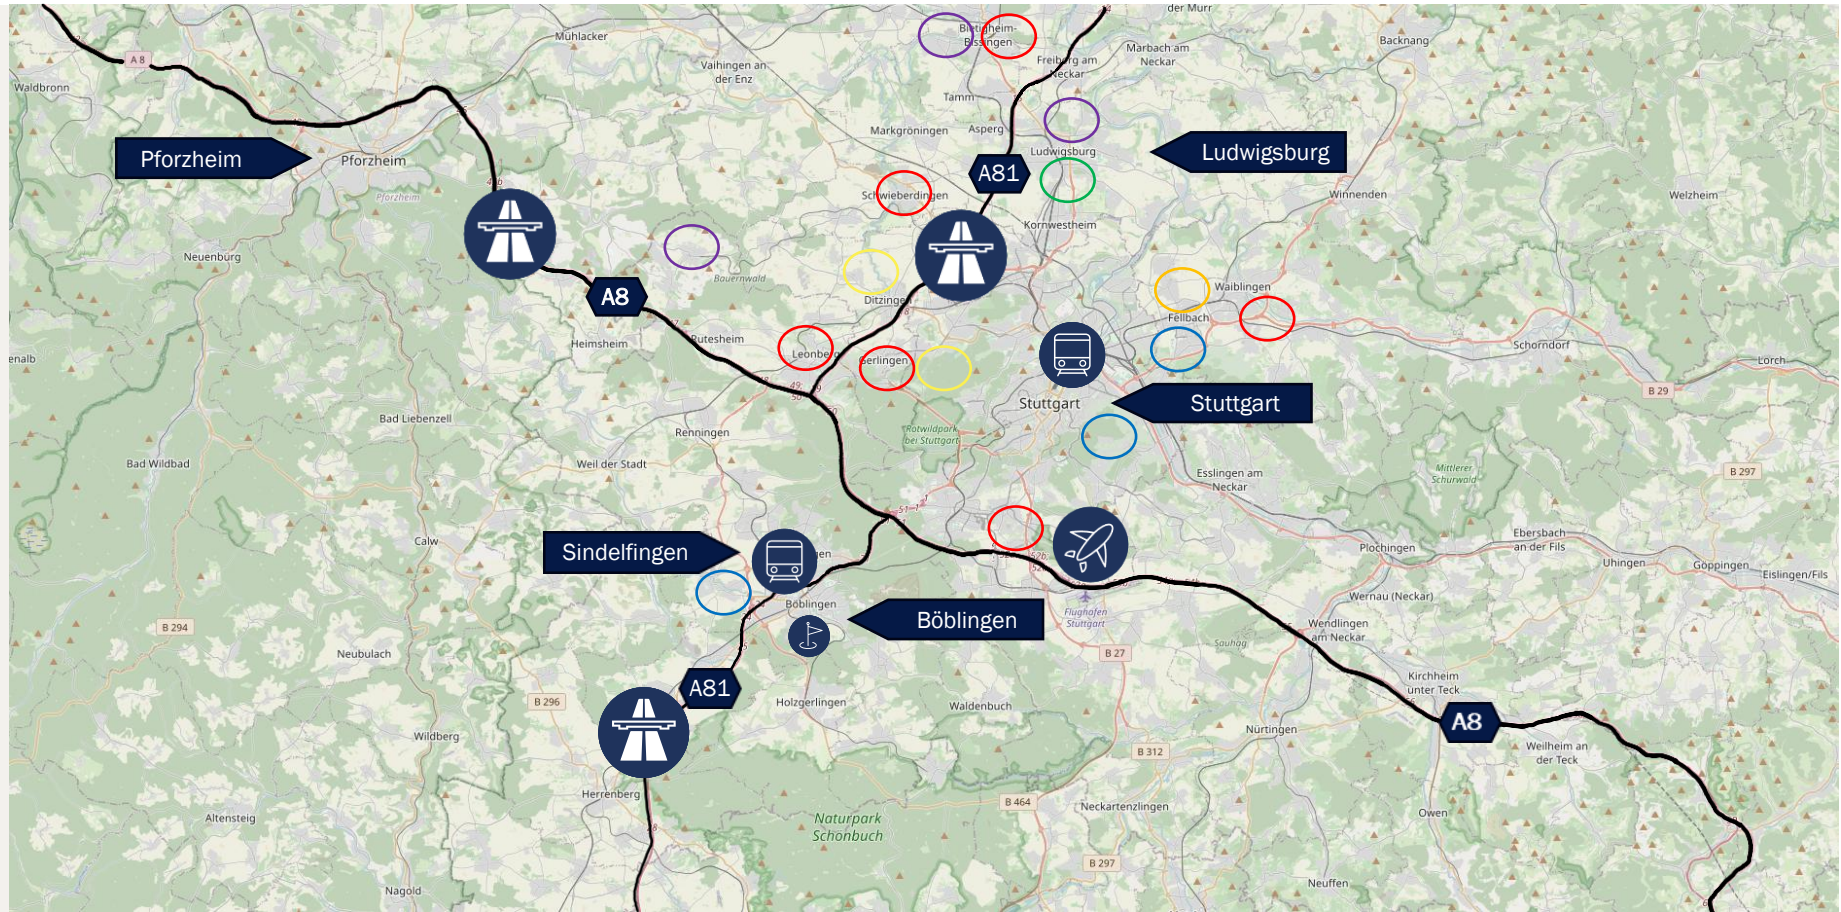 der Murr
Mühlacker
Bietigheim-
Bissingen
Backnang
Marbach am
Neckar
A 8
Vaihingen an
der Enz
Freiberg am
Neckar
Waldbronn
Tamm
Markgröningen
Asperg
Pforzheim
Pforzheim
Ludwigsburg
Ludwigsburg
A81
Pforzheim
Schwieberdingen
Winnenden
Welzheim
Kornwestheim
Neuenbürg
Bauernwald
Waiblingen
A8
Ditzingen
Fellbach
Heimsheim
Rutesheim
Leonberg
Gerlingen
Schorndorf
Lorch
enalb
B 29
Stuttgart
Stuttgart
Bad Liebenzell
Renningen
Rotwildpark
bei Stuttgart
Bad Wildbad
Weil der Stadt
Esslingen am
Neckar
Mittlerer
Schurwald
B 297
Calw
Sindelfingen
gen
Plochingen
Ebersbach
an der Fils
Uhingen
Göppingen
Eislingen/Fils
Böblingen
Böblingen
Flughafen
Stuttgart
Wernau (Neckar)
B 294
Wendlingen
am Neckar
Sauhag
Neubulach
B 27
A81
Kirchheim
unter Teck
B 296
Holzgerlingen
Waldenbuch
A8
Wildberg
Nürtingen
B 312
Weilheim an
der Teck
Herrenberg
B 464
Neckartenzlingen
Owen
Altensteig
Naturpark
Schönbuch
B 297
Nagold
Neuffen